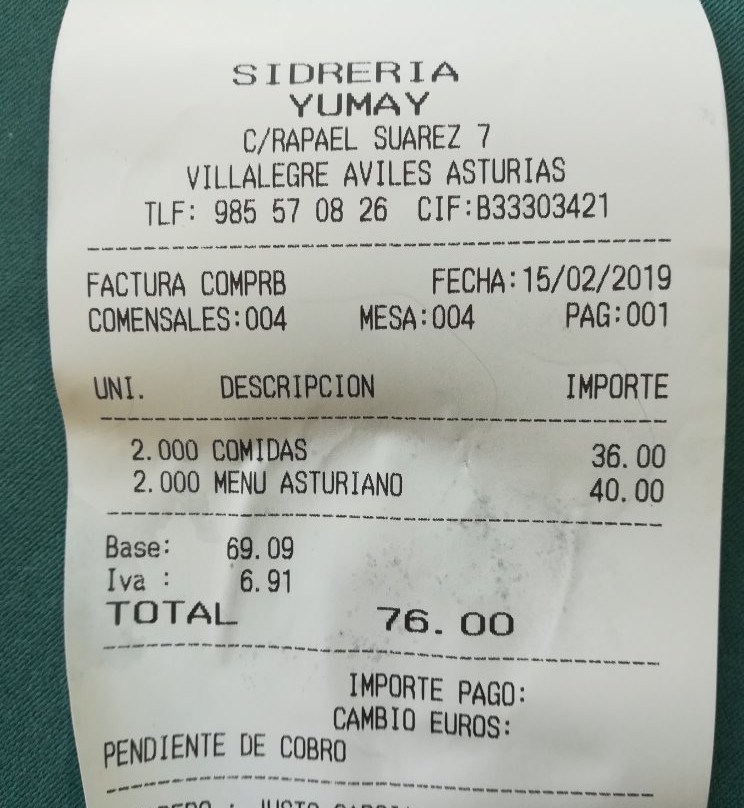 SIDRERIA
YUMAY
C/RAPAEL SUAREZ 7
VILLALEGRE AVILES ASTURIAS
TLF: 985 57 08 26 CIF:B33303421
FACTURA COMPRB FECHA:15/02/2019
COMENSALES:004 MESA:004 PAG:001
UNI. DESCRIPCION IMPORTE
2.000 COMIDAS 36.00
2.000 MENU ASTURIANO 40.00
Base: 69.09
Iva : 6.91
TOTAL 76.00
IMPORTE PAGO:
CAMBIO EUROS:
PENDIENTE DE COBRO